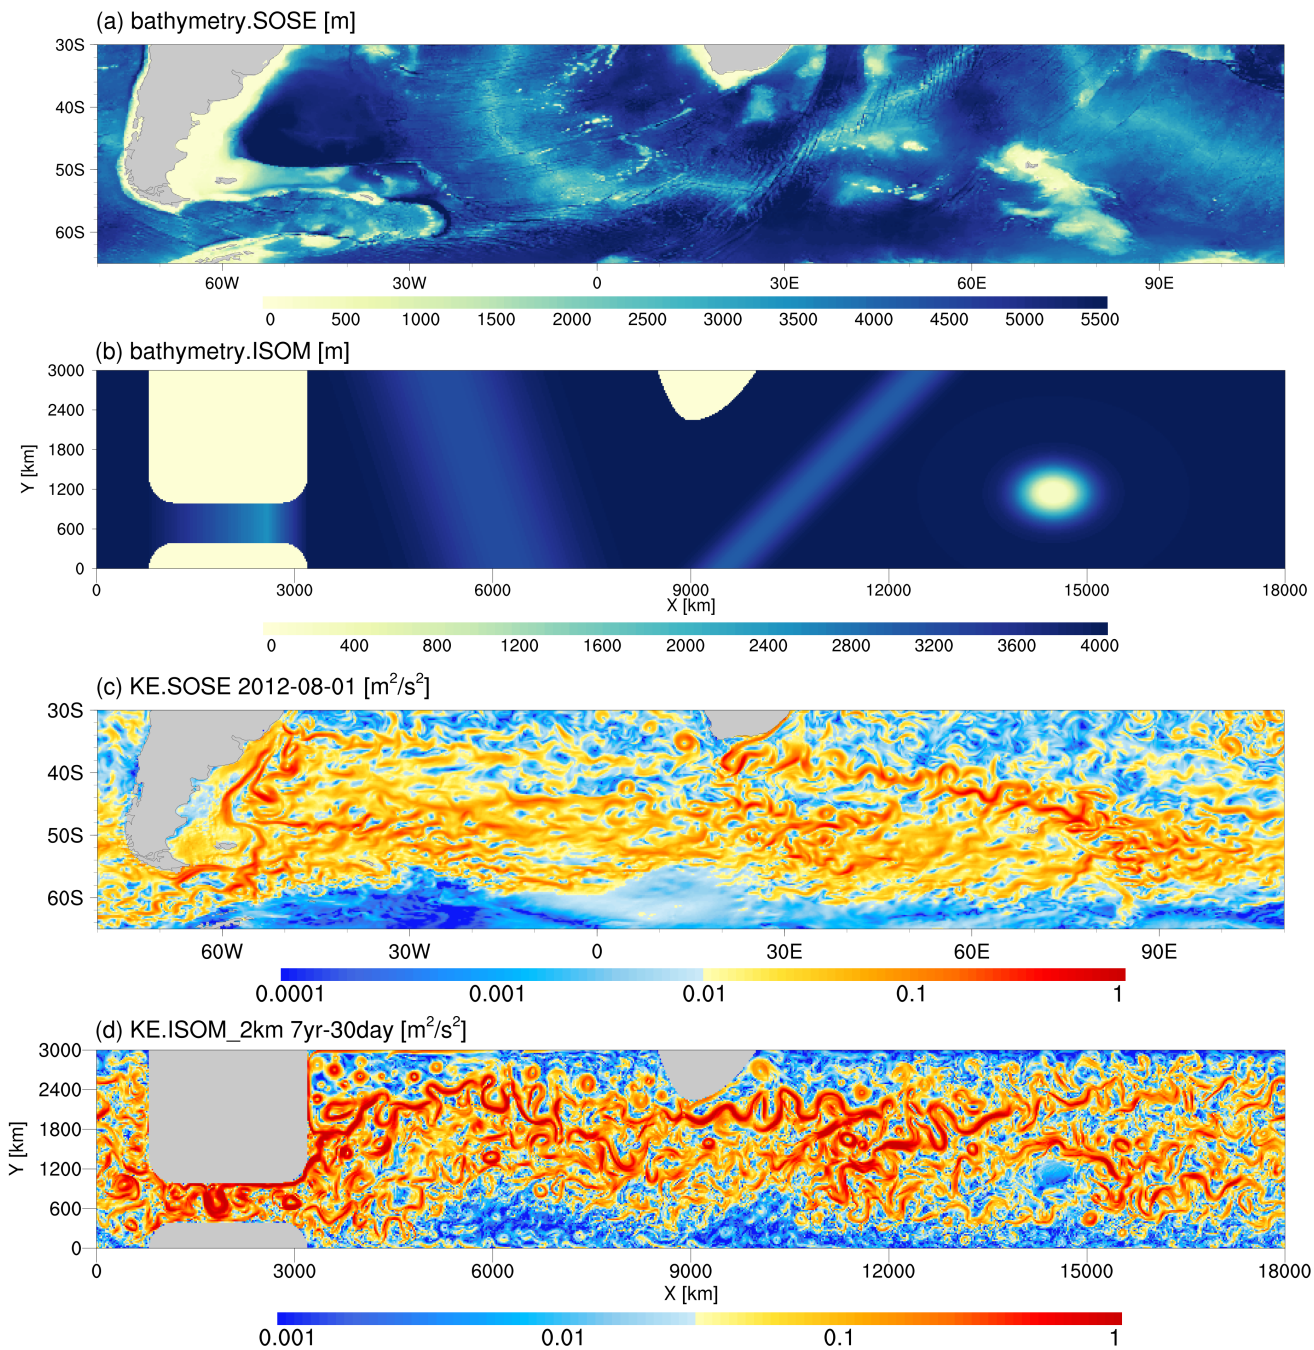 (a) bathymetry.SOSE [m]
30S
40S
50S
60S
60W 30W 0 30E 60E 90E
0 500 1000 1500 2000 2500 3000 3500 4000 4500 5000 5500
(b) bathymetry.ISOM [m]
3000
2400
1800
1200
600
0
Y [km]
0 3000 6000 9000 12000 15000 18000
X [km]
0 400 800 1200 1600 2000 2400 2800 3200 3600 4000
(c) KE.SOSE 2012-08-01 [m²/s²]
30S
40S
50S
60S
60W 30W 0 30E 60E 90E
0.0001 0.001 0.01 0.1 1
(d) KE.ISOM_2km 7yr-30day [m²/s²]
3000
2400
1800
1200
600
0
Y [km]
0 3000 6000 9000 12000 15000 18000
X [km]
0.001 0.01 0.1 1